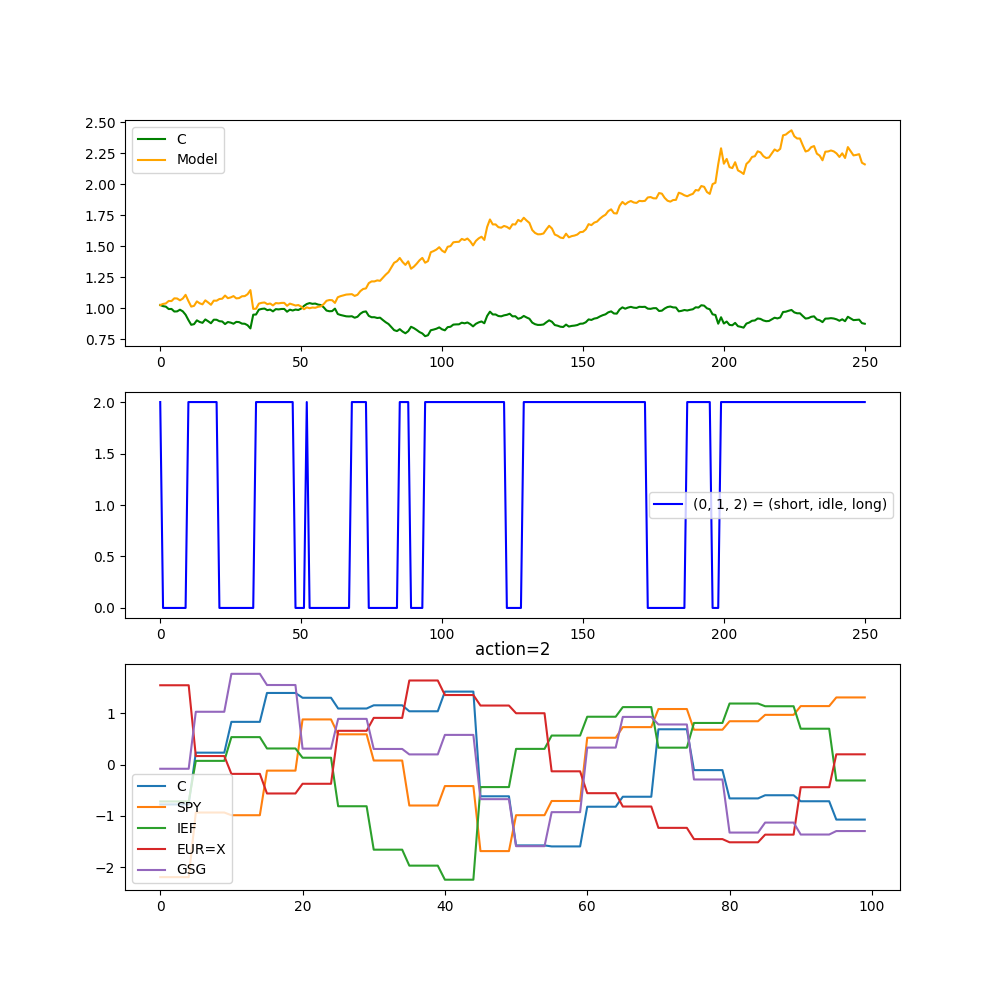 2.50
2.25
2.00
1.75
1.50
1.25
1.00
0.75
C
Model
0 50 100 150 200 250
2.0
1.5
1.0
0.5
0.0
(0, 1, 2) = (short, idle, long)
0 50 100 150 200 250
action=2
1
0
−1
−2
C
SPY
IEF
EUR=X
GSG
0 20 40 60 80 100